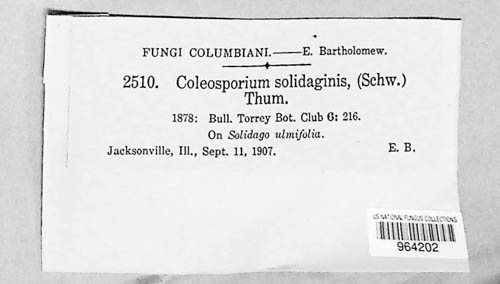 FUNGI COLUMBIANI.——E. Bartholomew.
2510. Coleosporium solidaginis, (Schw.)
Thum.
1878: Bull. Torrey Bot. Club 6: 216.
On Solidago ulmifolia.
Jacksonville, Ill., Sept. 11, 1907. E. B.
US NATIONAL FUNGUS COLLECTIONS
964202